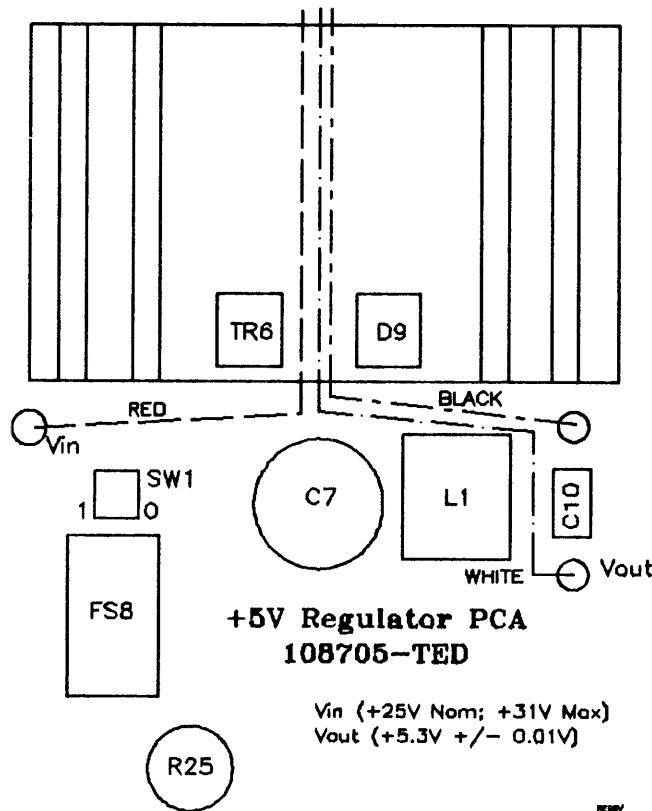 TR6 D9
RED BLACK
Vin
SW1
1 0
C7 L1 C10
FS8
WHITE Vout
+5V Regulator PCA
108705-TED
Vin (+25V Nom; +31V Max)
Vout (+5.3V +/- 0.01V)
R25